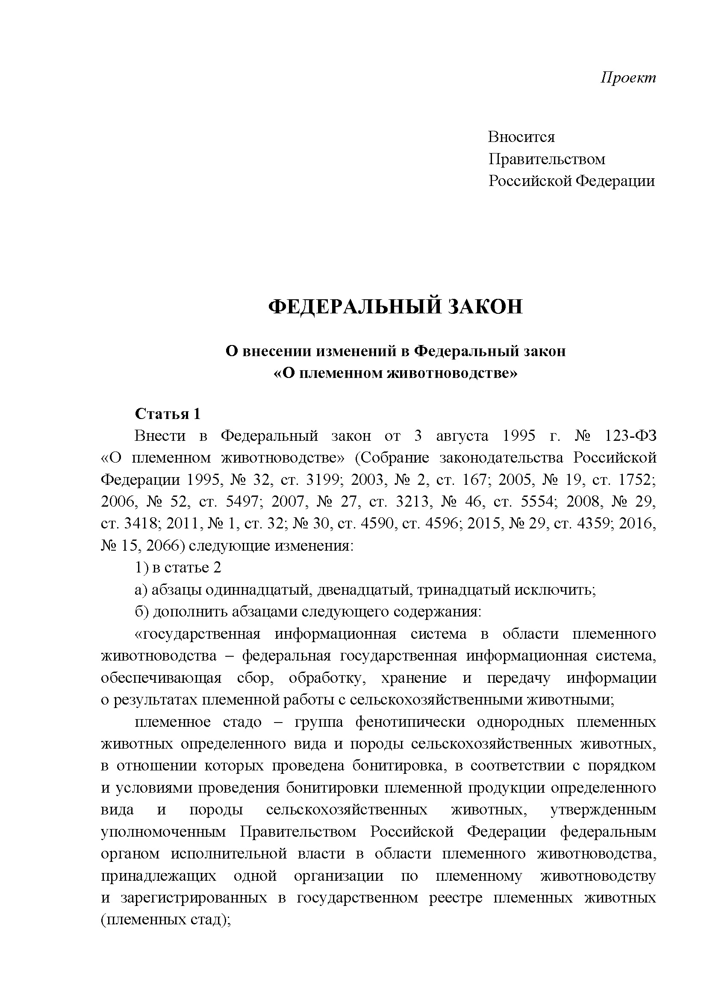 Проект
Вносится
Правительством
Российской Федерации
ФЕДЕРАЛЬНЫЙ ЗАКОН
О внесении изменений в Федеральный закон
«О племенном животноводстве»
Статья 1
Внести в Федеральный закон от 3 августа 1995 г. № 123-ФЗ
«О племенном животноводстве» (Собрание законодательства Российской
Федерации 1995, № 32, ст. 3199; 2003, № 2, ст. 167; 2005, № 19, ст. 1752;
2006, № 52, ст. 5497; 2007, № 27, ст. 3213, № 46, ст. 5554; 2008, № 29,
ст. 3418; 2011, № 1, ст. 32; № 30, ст. 4590, ст. 4596; 2015, № 29, ст. 4359; 2016,
№ 15, 2066) следующие изменения:
1) в статье 2
а) абзацы одиннадцатый, двенадцатый, тринадцатый исключить;
б) дополнить абзацами следующего содержания:
«государственная информационная система в области племенного
животноводства – федеральная государственная информационная система,
обеспечивающая сбор, обработку, хранение и передачу информации
о результатах племенной работы с сельскохозяйственными животными;
племенное стадо – группа фенотипически однородных племенных
животных определенного вида и породы сельскохозяйственных животных,
в отношении которых проведена бонитировка, в соответствии с порядком
и условиями проведения бонитировки племенной продукции определенного
вида и породы сельскохозяйственных животных, утвержденным
уполномоченным Правительством Российской Федерации федеральным
органом исполнительной власти в области племенного животноводства,
принадлежащих одной организации по племенному животноводству
и зарегистрированных в государственном реестре племенных животных
(племенных стад);